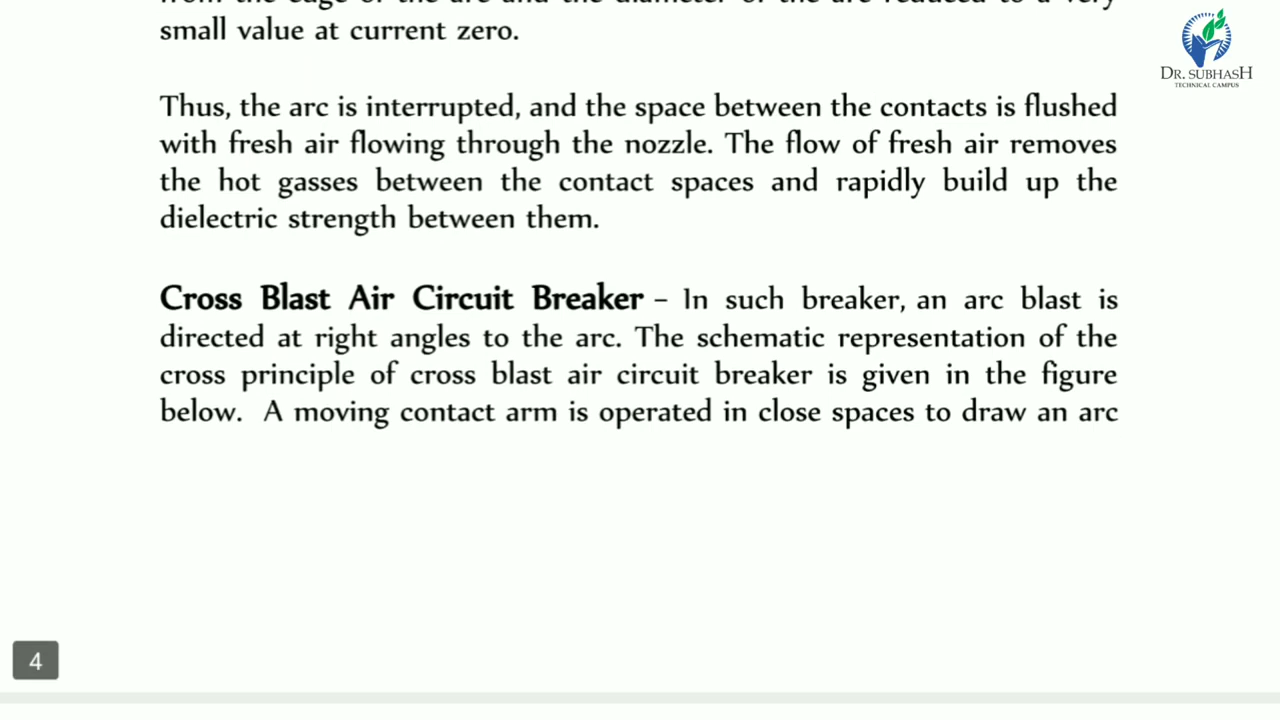 small value at current zero.
DR. SUBHASH
TECHNICAL CAMPUS
Thus, the arc is interrupted, and the space between the contacts is flushed
with fresh air flowing through the nozzle. The flow of fresh air removes
the hot gasses between the contact spaces and rapidly build up the
dielectric strength between them.
Cross Blast Air Circuit Breaker – In such breaker, an arc blast is
directed at right angles to the arc. The schematic representation of the
cross principle of cross blast air circuit breaker is given in the figure
below. A moving contact arm is operated in close spaces to draw an arc
4